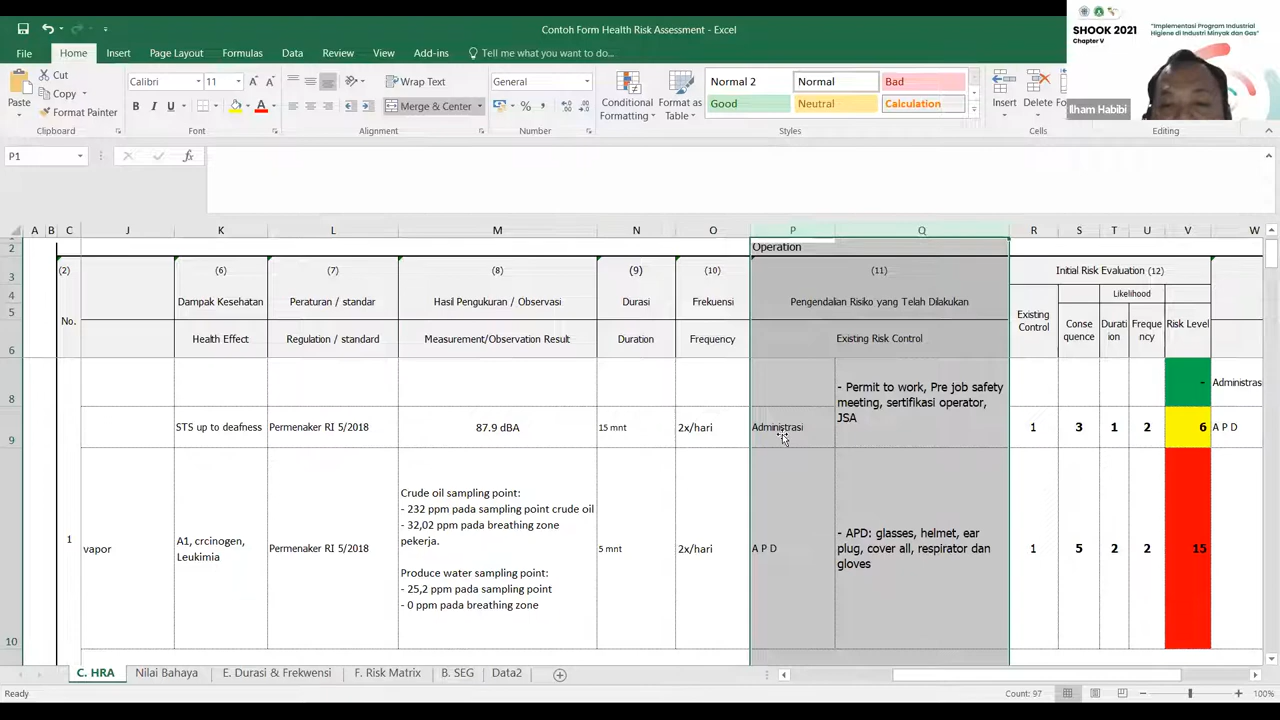 Contoh Form Health Risk Assessment - Excel
SHOOK 2021
Chapter V
"Implementasi Program Industrial
Higiene di Industri Minyak dan Gas"
Ilham Habibi
File Home Insert Page Layout Formulas Data Review View Add-ins Tell me what you want to do...
Paste
Cut
Copy
Format Painter
Calibri 11
B I U
Wrap Text
Merge & Center
General
Conditional
Formatting
Format as
Table
Normal 2 Normal Bad
Good Neutral Calculation
Insert Delete
Clipboard Font Alignment Number Styles Cells Editing
P1
fx
A B C J K L M N O P Q R S T U V W
2 Operation
3 (2) (6) (7) (8) (9) (10) (11) Initial Risk Evaluation (12)
4 Dampak Kesehatan Peraturan / standar Hasil Pengukuran / Observasi Durasi Frekuensi Pengendalian Risiko yang Telah Dilakukan Likelihood
5 No. Existing Control Conse quence Durati on Freque ncy Risk Level
6 Health Effect Regulation / standard Measurement/Observation Result Duration Frequency Existing Risk Control
8 - Permit to work, Pre job safety meeting, sertifikasi operator, JSA - Administras
9 STS up to deafness Permenaker RI 5/2018 87.9 dBA 15 mnt 2x/hari Administrasi 1 3 1 2 6 A P D
Crude oil sampling point:
- 232 ppm pada sampling point crude oil
- 32,02 ppm pada breathing zone
pekerja.
Produce water sampling point:
- 25,2 ppm pada sampling point
- 0 ppm pada breathing zone
10 1 vapor A1, crcinogen, Leukimia Permenaker RI 5/2018 5 mnt 2x/hari A P D - APD: glasses, helmet, ear plug, cover all, respirator dan gloves 1 5 2 2 15
C. HRA Nilai Bahaya E. Durasi & Frekwensi F. Risk Matrix B. SEG Data2
Ready Count: 97 100%